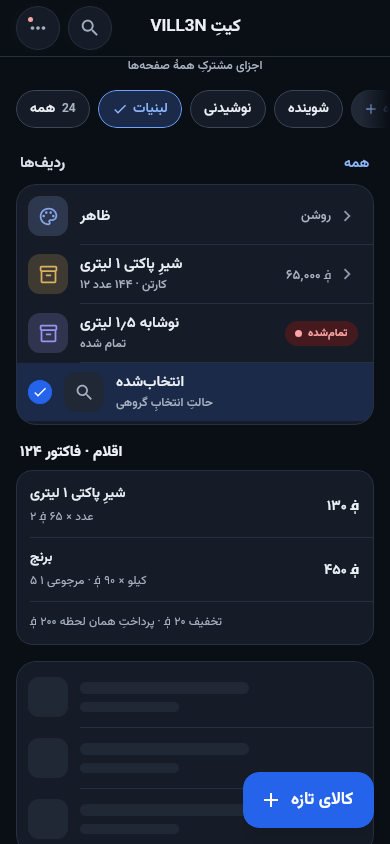 کیتِ VILL3N
اجزای مشترکِ همهٔ صفحه‌ها
همه 24
لبنیات
نوشیدنی
شوینده
ردیف‌ها
همه
ظاهر
روشن
شیرِ پاکتی ۱ لیتری
۱۲ کارتن · ۱۴۴ عدد
؋ ۶۵,۰۰۰
نوشابه ۱٫۵ لیتری
تمام شده
تمام‌شده
انتخاب‌شده
حالتِ انتخابِ گروهی
اقلام · فاکتور ۱۲۴
شیرِ پاکتی ۱ لیتری
؋ ۱۳۰
۲ عدد × ۶۵ ؋
برنج
؋ ۴۵۰
۵ کیلو × ۹۰ ؋ · مرجوعی ۱
تخفیف ۲۰ ؋ · پرداختِ همان لحظه ۲۰۰ ؋
کالای تازه